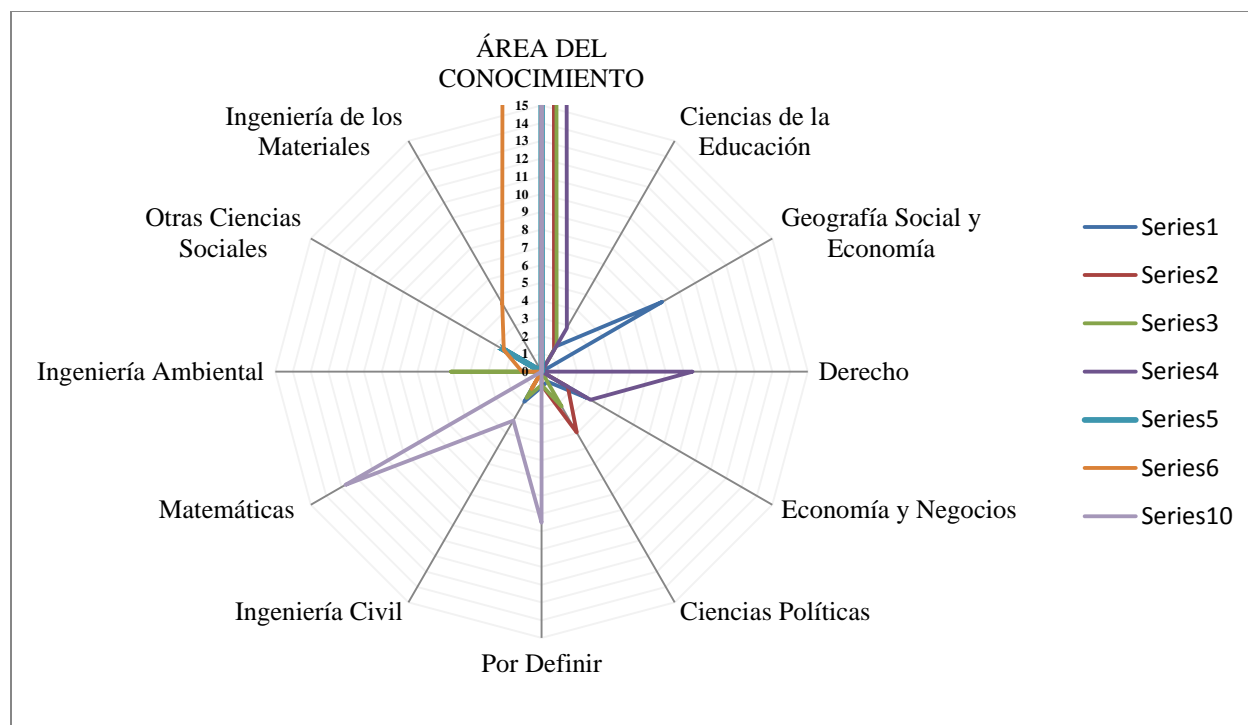 ÁREA DEL
CONOCIMIENTO
Ciencias de la
Educación
Geografía Social y
Economía
Derecho
Economía y Negocios
Ciencias Políticas
Por Definir
Ingeniería Civil
Matemáticas
Ingeniería Ambiental
Otras Ciencias
Sociales
Ingeniería de los
Materiales
15
14
13
12
11
10
9
8
7
6
5
4
3
2
1
0
Series1
Series2
Series3
Series4
Series5
Series6
Series10